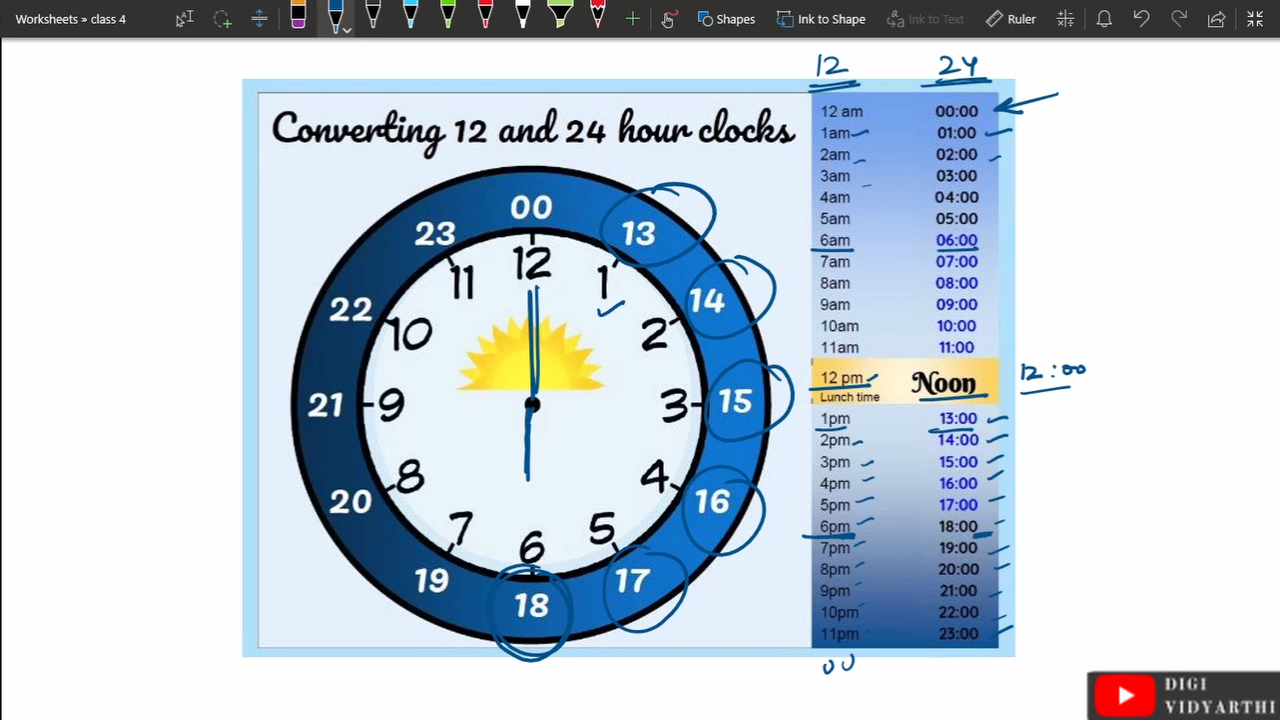 Worksheets » class 4
Shapes
Ink to Shape
Ink to Text
Ruler
12 24
Converting 12 and 24 hour clocks
12 am 00:00
1am 01:00
2am 02:00
3am 03:00
4am 04:00
5am 05:00
6am 06:00
7am 07:00
8am 08:00
9am 09:00
10am 10:00
11am 11:00
12 pm Noon 12:00
Lunch time
1pm 13:00
2pm 14:00
3pm 15:00
4pm 16:00
5pm 17:00
6pm 18:00
7pm 19:00
8pm 20:00
9pm 21:00
10pm 22:00
11pm 23:00
00
00
13
14
15
16
17
18
19
20
21
22
23
12
1
2
3
4
5
6
7
8
9
10
11
DIGI
VIDYARTHI